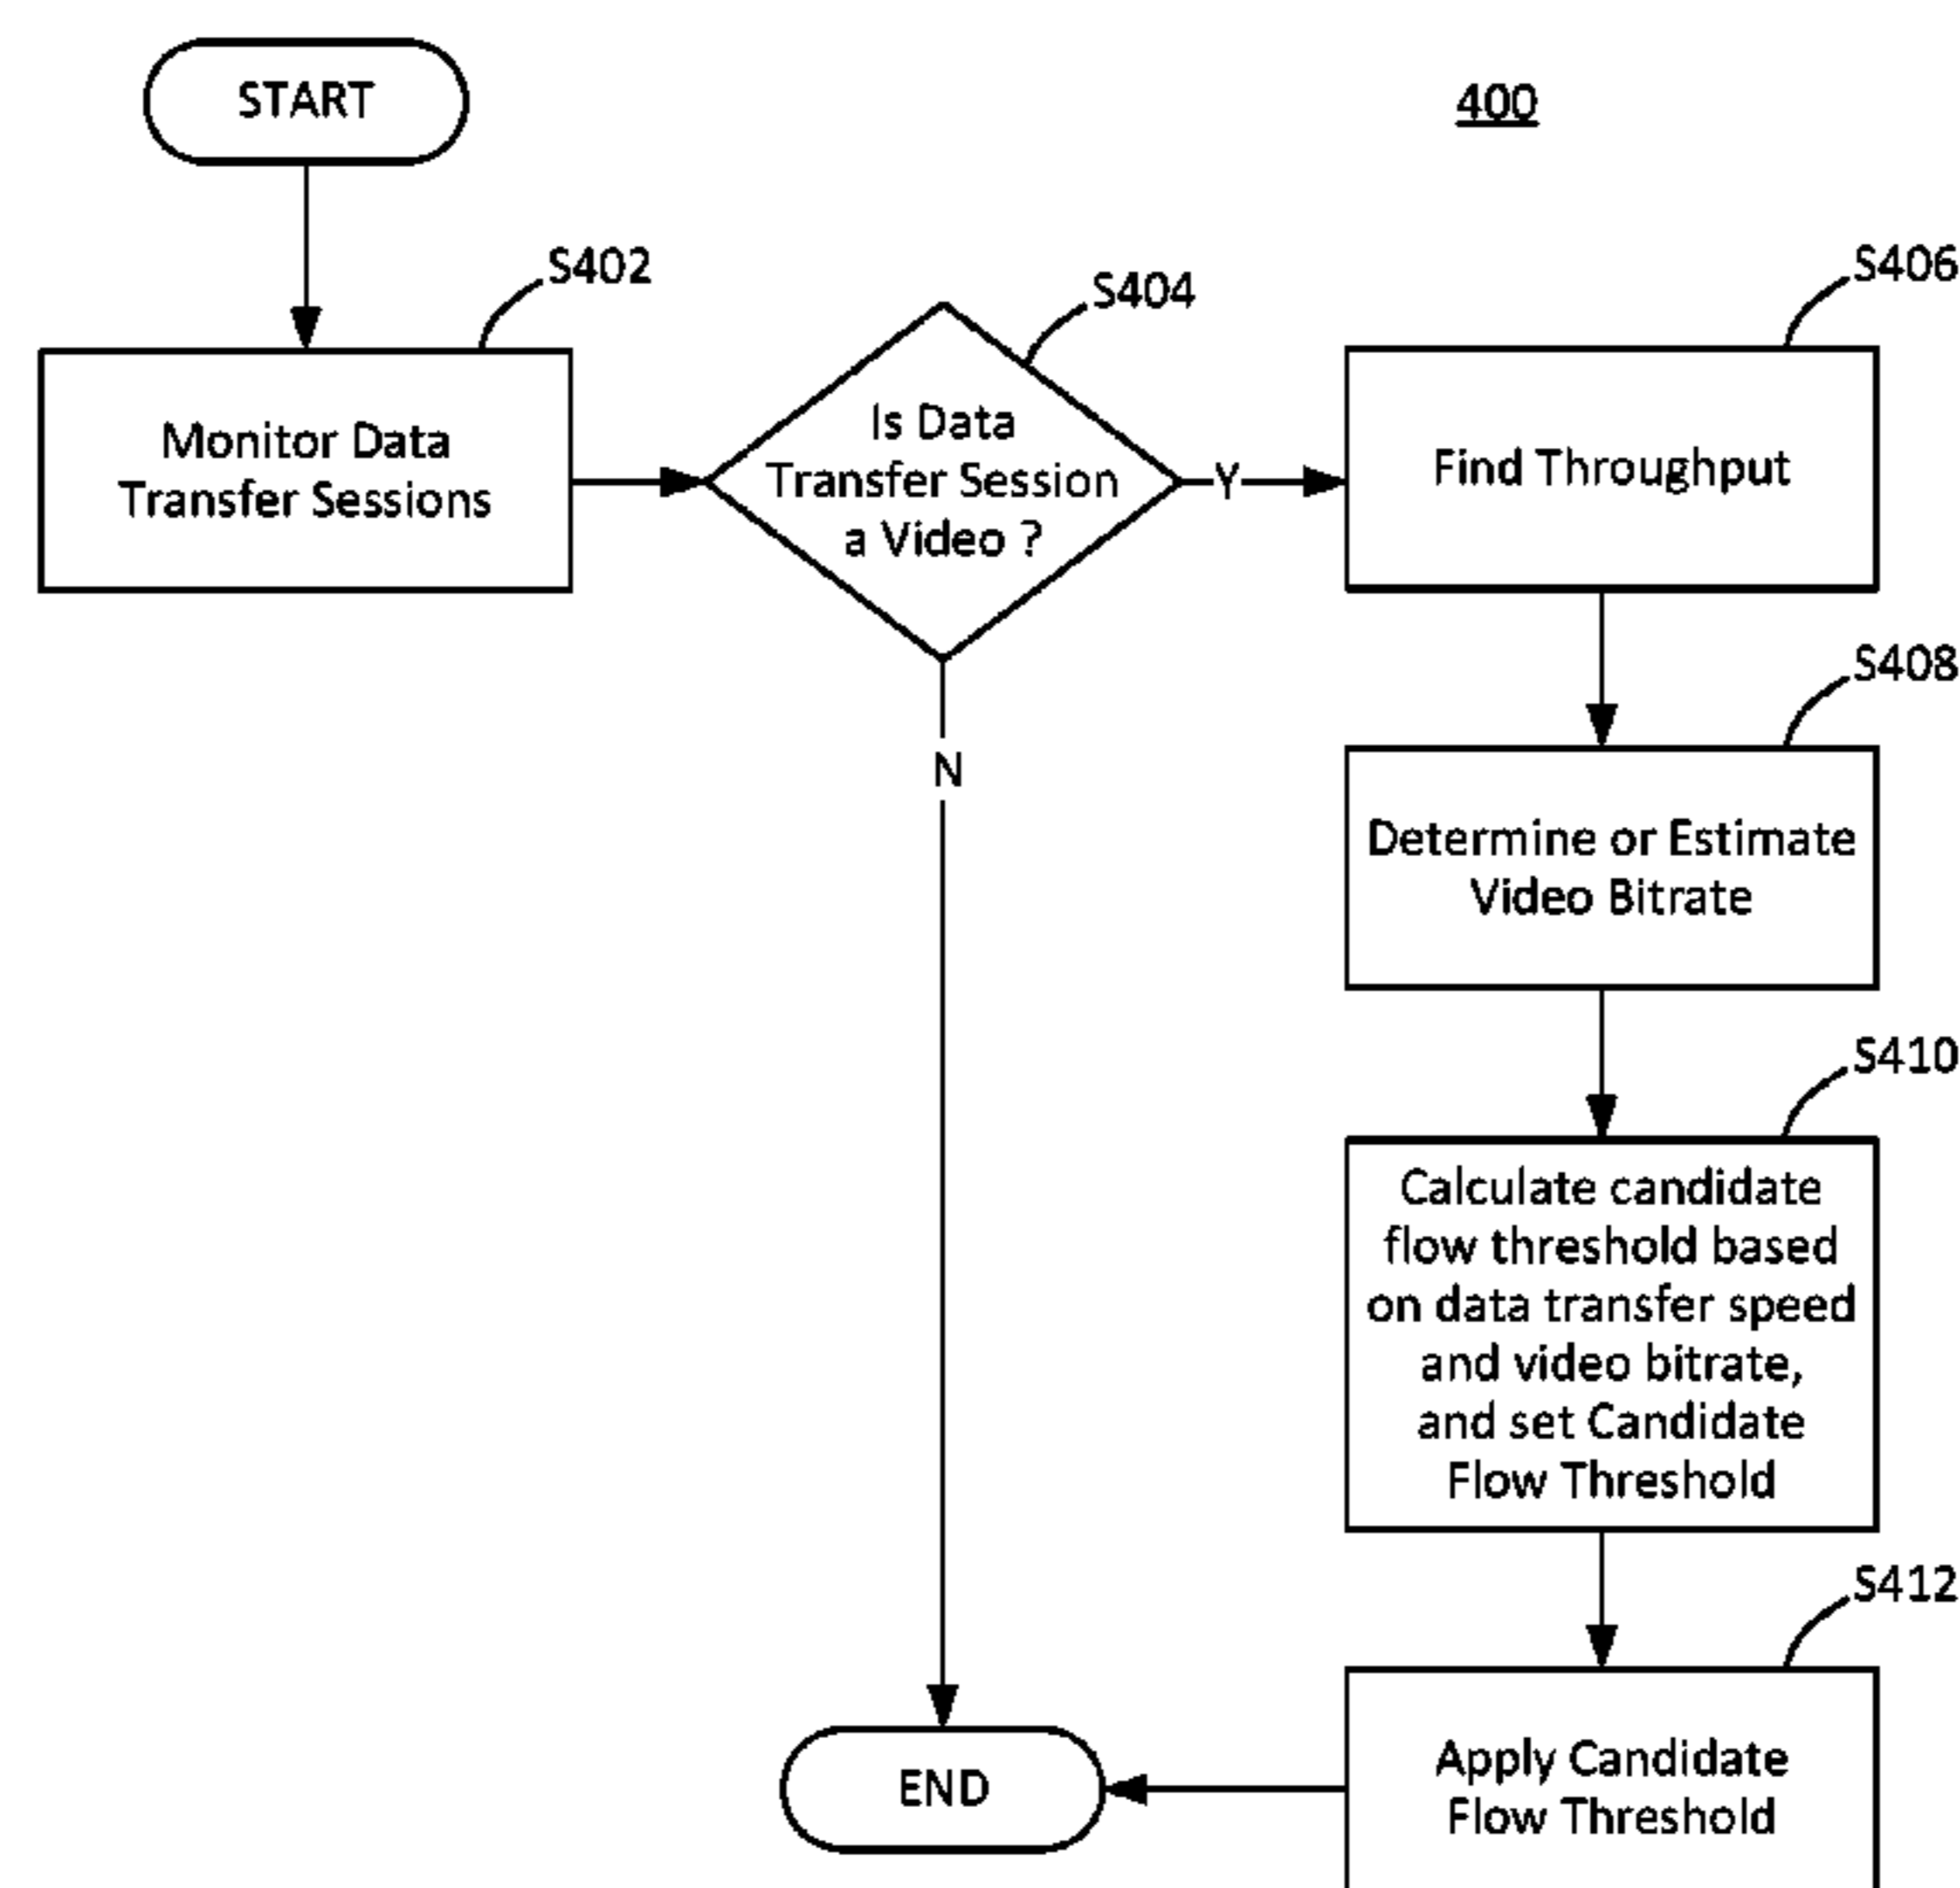 START
400
S402
Monitor Data
Transfer Sessions
S404
Is Data
Transfer Session
a Video ?
Y
N
S406
Find Throughput
S408
Determine or Estimate
Video Bitrate
S410
Calculate candidate
flow threshold based
on data transfer speed
and video bitrate,
and set Candidate
Flow Threshold
S412
Apply Candidate
Flow Threshold
END